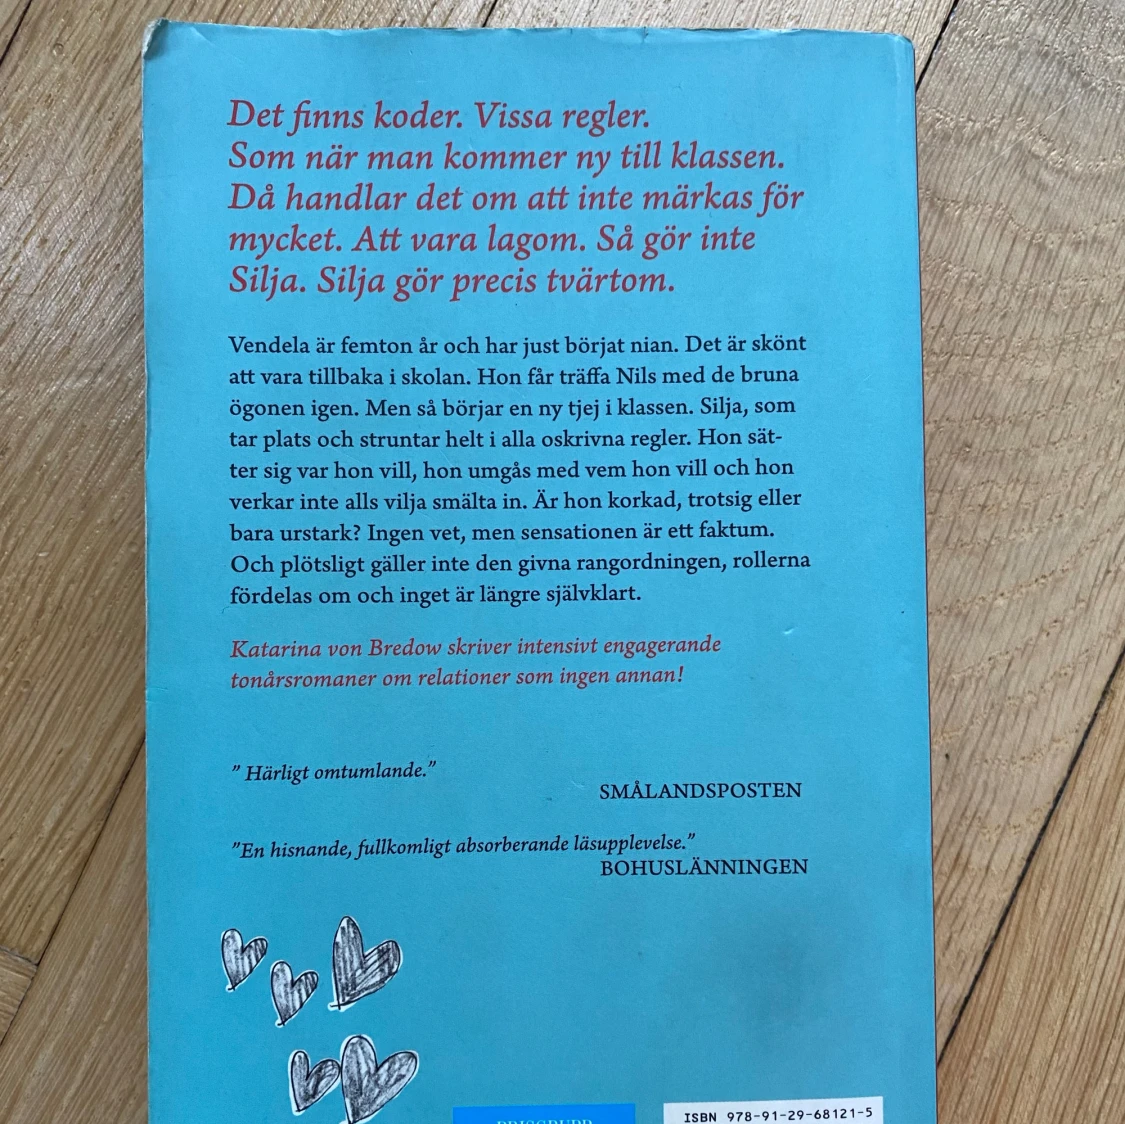 Det finns koder. Vissa regler.
Som när man kommer ny till klassen.
Då handlar det om att inte märkas för
mycket. Att vara lagom. Så gör inte
Silja. Silja gör precis tvärtom.
Vendela är femton år och har just börjat nian. Det är skönt
att vara tillbaka i skolan. Hon får träffa Nils med de bruna
ögonen igen. Men så börjar en ny tjej i klassen. Silja, som
tar plats och struntar helt i alla oskrivna regler. Hon sät-
ter sig var hon vill, hon umgås med vem hon vill och hon
verkar inte alls vilja smälta in. Är hon korkad, trotsig eller
bara urstark? Ingen vet, men sensationen är ett faktum.
Och plötsligt gäller inte den givna rangordningen, rollerna
fördelas om och inget är längre självklart.
Katarina von Bredow skriver intensivt engagerande
tonårsromaner om relationer som ingen annan!
” Härligt omtumlande.”
SMÅLANDSPOSTEN
”En hisnande, fullkomligt absorberande läsupplevelse.”
BOHUSLÄNNINGEN
ISBN 978-91-29-68121-5